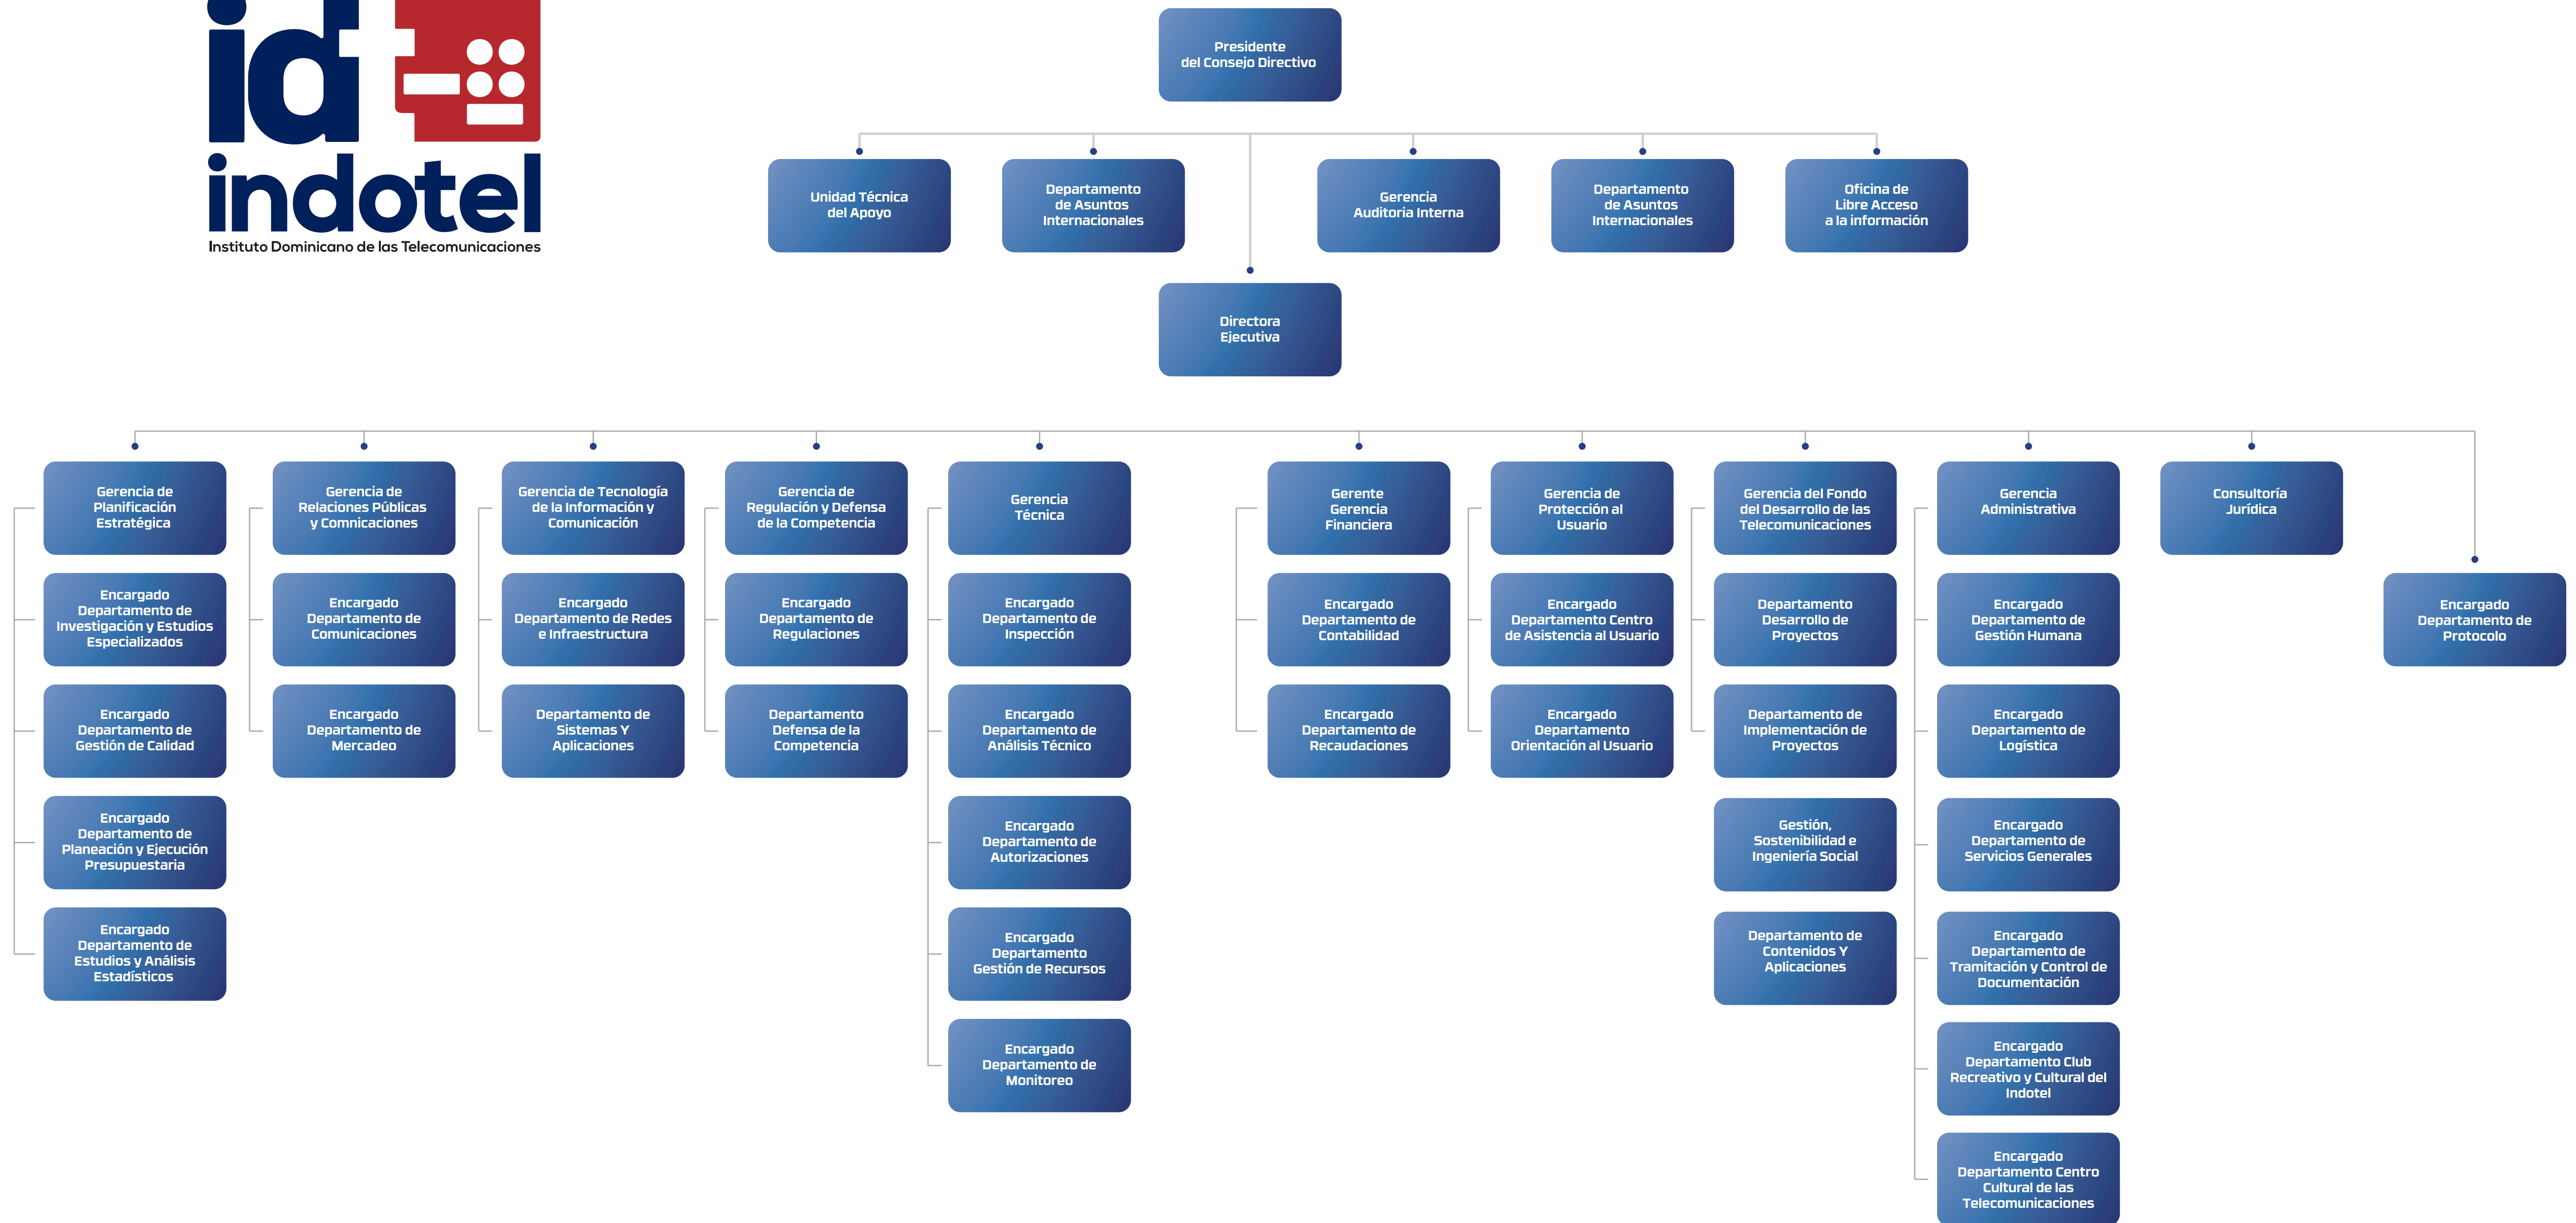 idt
indotel
Instituto Dominicano de las Telecomunicaciones
Presidente
del Consejo Directivo
Unidad Técnica
del Apoyo
Departamento
de Asuntos
Internacionales
Gerencia
Auditoria Interna
Departamento
de Asuntos
Internacionales
Oficina de
Libre Acceso
a la información
Directora
Ejecutiva
Gerencia de
Planificación
Estratégica
Encargado
Departamento de
Investigación y Estudios
Especializados
Encargado
Departamento de
Gestión de Calidad
Encargado
Departamento de
Planeación y Ejecución
Presupuestaria
Encargado
Departamento de
Estudios y Análisis
Estadísticos
Gerencia de
Relaciones Públicas
y Comnicaciones
Encargado
Departamento de
Comunicaciones
Encargado
Departamento de
Mercadeo
Gerencia de Tecnología
de la Información y
Comunicación
Encargado
Departamento de Redes
e Infraestructura
Departamento de
Sistemas Y
Aplicaciones
Gerencia de
Regulación y Defensa
de la Competencia
Encargado
Departamento de
Regulaciones
Departamento
Defensa de la
Competencia
Gerencia
Técnica
Encargado
Departamento de
Inspección
Encargado
Departamento de
Análisis Técnico
Encargado
Departamento de
Autorizaciones
Encargado
Departamento
Gestión de Recursos
Encargado
Departamento de
Monitoreo
Gerente
Gerencia
Financiera
Encargado
Departamento de
Contabilidad
Encargado
Departamento de
Recaudaciones
Gerencia de
Protección al
Usuario
Encargado
Departamento Centro
de Asistencia al Usuario
Encargado
Departamento
Orientación al Usuario
Gerencia del Fondo
del Desarrollo de las
Telecomunicaciones
Departamento
Desarrollo de
Proyectos
Departamento de
Implementación de
Proyectos
Gestión,
Sostenibilidad e
Ingeniería Social
Departamento de
Contenidos Y
Aplicaciones
Gerencia
Administrativa
Encargado
Departamento de
Gestión Humana
Encargado
Departamento de
Logística
Encargado
Departamento de
Servicios Generales
Encargado
Departamento de
Tramitación y Control de
Documentación
Encargado
Departamento Club
Recreativo y Cultural del
Indotel
Encargado
Departamento Centro
Cultural de las
Telecomunicaciones
Consultoría
Jurídica
Encargado
Departamento de
Protocolo